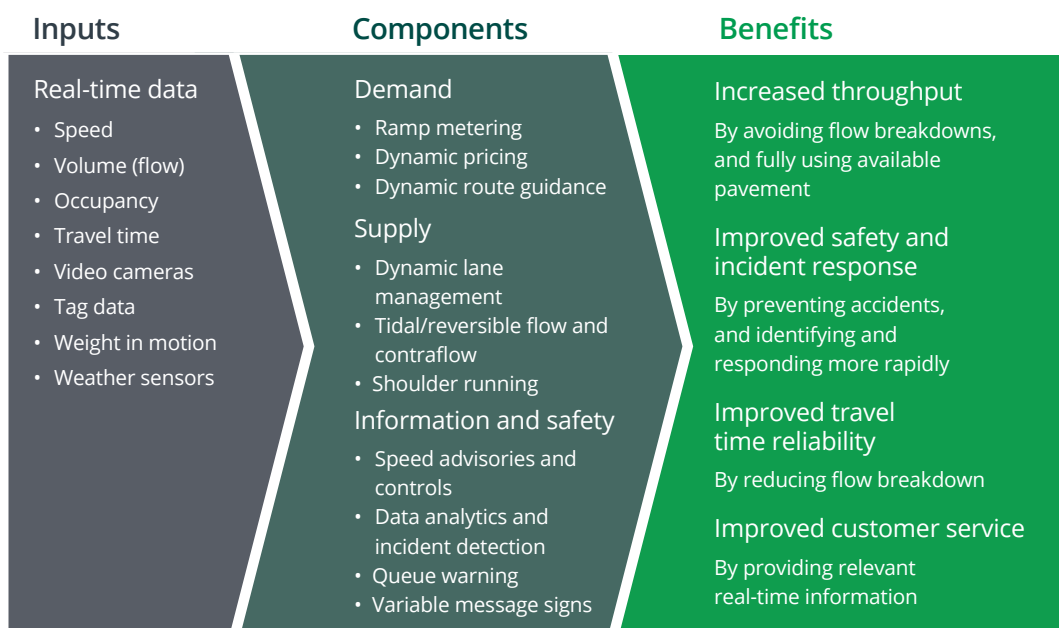 Inputs
Real-time data
• Speed
• Volume (flow)
• Occupancy
• Travel time
• Video cameras
• Tag data
• Weight in motion
• Weather sensors
Components
Demand
• Ramp metering
• Dynamic pricing
• Dynamic route guidance
Supply
• Dynamic lane
management
• Tidal/reversible flow and
contraflow
• Shoulder running
Information and safety
• Speed advisories and
controls
• Data analytics and
incident detection
• Queue warning
• Variable message signs
Benefits
Increased throughput
By avoiding flow breakdowns,
and fully using available
pavement
Improved safety and
incident response
By preventing accidents,
and identifying and
responding more rapidly
Improved travel
time reliability
By reducing flow breakdown
Improved customer service
By providing relevant
real-time information